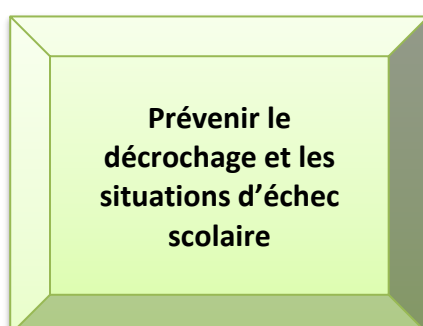 Prévenir le
décrochage et les
situations d’échec
scolaire